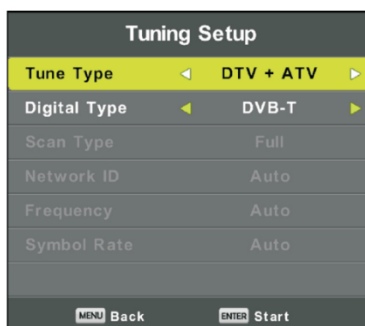 Tuning Setup
Tune Type DTV + ATV
Digital Type DVB-T
Scan Type Full
Network ID Auto
Frequency Auto
Symbol Rate Auto
MENU Back ENTER Start